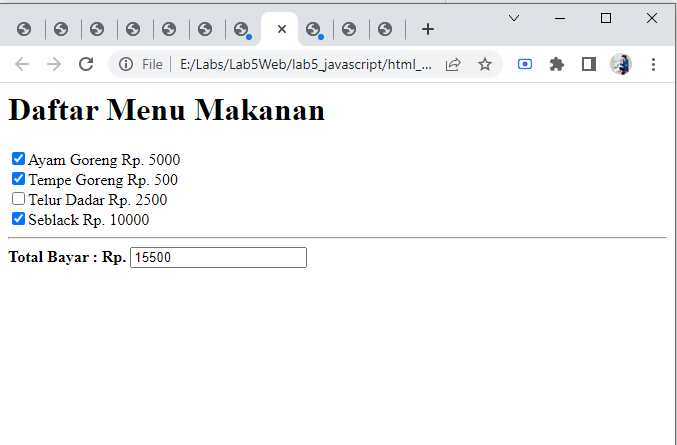 File | E:/Labs/Lab5Web/lab5_javascript/html_...
Daftar Menu Makanan
Ayam Goreng Rp. 5000
Tempe Goreng Rp. 500
Telur Dadar Rp. 2500
Seblack Rp. 10000
Total Bayar : Rp. 15500